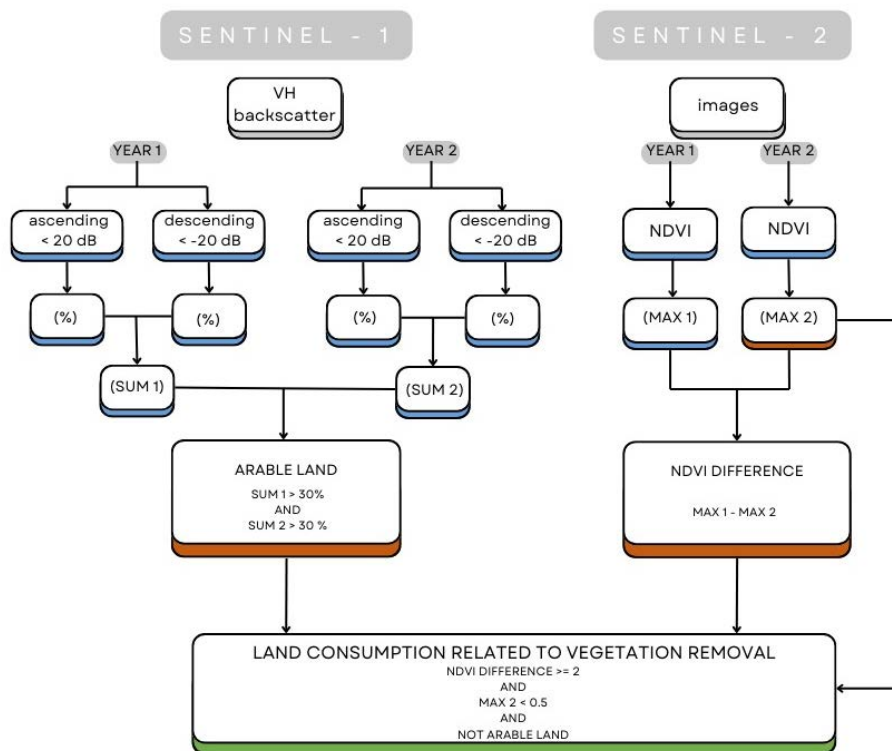 SENTINEL - 1
SENTINEL - 2
VH
backscatter
images
YEAR 1
YEAR 2
YEAR 1
YEAR 2
ascending
< 20 dB
descending
< -20 dB
ascending
< 20 dB
descending
< -20 dB
NDVI
NDVI
(%)
(%)
(%)
(%)
(MAX 1)
(MAX 2)
(SUM 1)
(SUM 2)
ARABLE LAND
SUM 1 > 30%
AND
SUM 2 > 30 %
NDVI DIFFERENCE
MAX 1 - MAX 2
LAND CONSUMPTION RELATED TO VEGETATION REMOVAL
NDVI DIFFERENCE >= 2
AND
MAX 2 < 0.5
AND
NOT ARABLE LAND